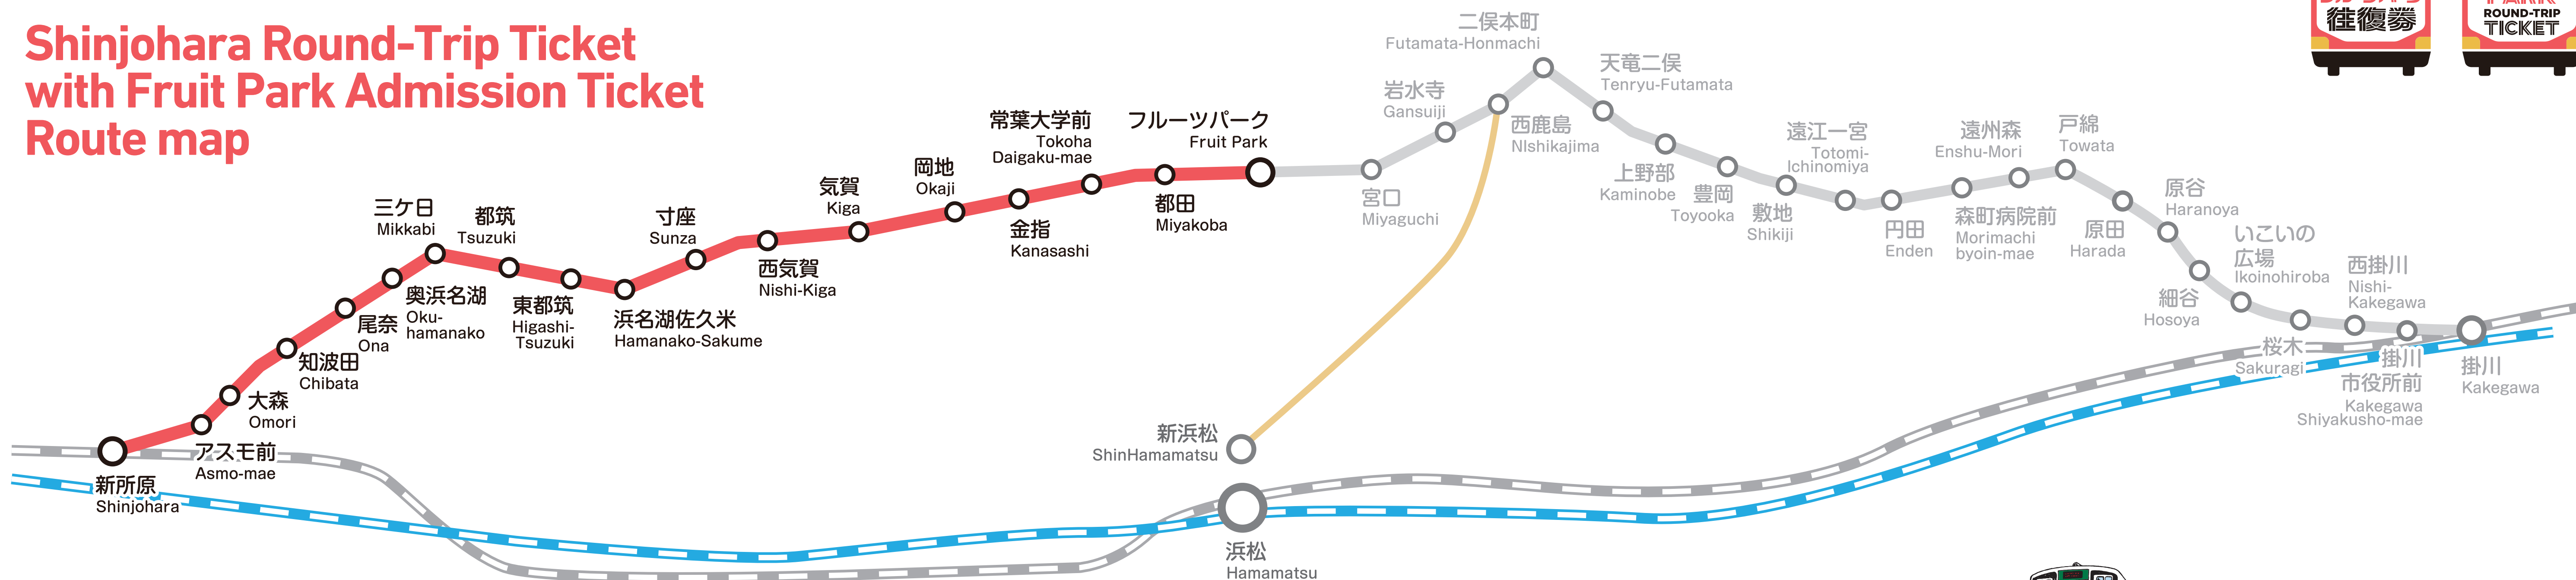 Shinjohara Round-Trip Ticket
with Fruit Park Admission Ticket
Route map
往復券
ROUND-TRIP
TICKET
新所原
Shinjohara
アスモ前
Asmo-mae
大森
Omori
知波田
Chibata
尾奈
Ona
奥浜名湖
Oku-
hamanako
三ケ日
Mikkabi
都筑
Tsuzuki
東都筑
Higashi-
Tsuzuki
浜名湖佐久米
Hamanako-Sakume
寸座
Sunza
西気賀
Nishi-Kiga
気賀
Kiga
岡地
Okaji
金指
Kanasashi
常葉大学前
Tokoha
Daigaku-mae
都田
Miyakoba
フルーツパーク
Fruit Park
宮口
Miyaguchi
岩水寺
Gansuiji
西鹿島
NIshikajima
二俣本町
Futamata-Honmachi
天竜二俣
Tenryu-Futamata
上野部
Kaminobe
豊岡
Toyooka
敷地
Shikiji
遠江一宮
Totomi-
Ichinomiya
円田
Enden
遠州森
Enshu-Mori
森町病院前
Morimachi
byoin-mae
戸綿
Towata
原田
Harada
原谷
Haranoya
細谷
Hosoya
いこいの
広場
Ikoinohiroba
桜木
Sakuragi
西掛川
Nishi-
Kakegawa
掛川
市役所前
Kakegawa
Shiyakusho-mae
掛川
Kakegawa
新浜松
ShinHamamatsu
浜松
Hamamatsu